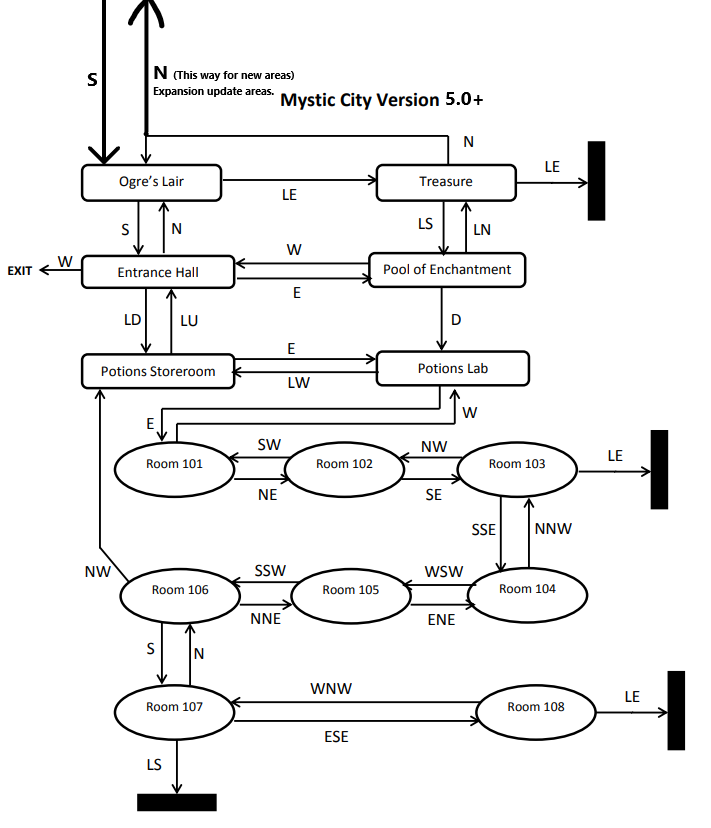 S
N (This way for new areas)
Expansion update areas.
Mystic City Version 5.0+
N
LE
Ogre's Lair
LE
Treasure
S
N
LS
LN
EXIT
W
Entrance Hall
W
E
Pool of Enchantment
LD
LU
D
Potions Storeroom
E
LW
Potions Lab
E
W
Room 101
SW
NE
Room 102
NW
SE
Room 103
LE
SSE
NNW
NW
Room 106
SSW
NNE
Room 105
WSW
ENE
Room 104
S
N
Room 107
WNW
ESE
Room 108
LE
LS